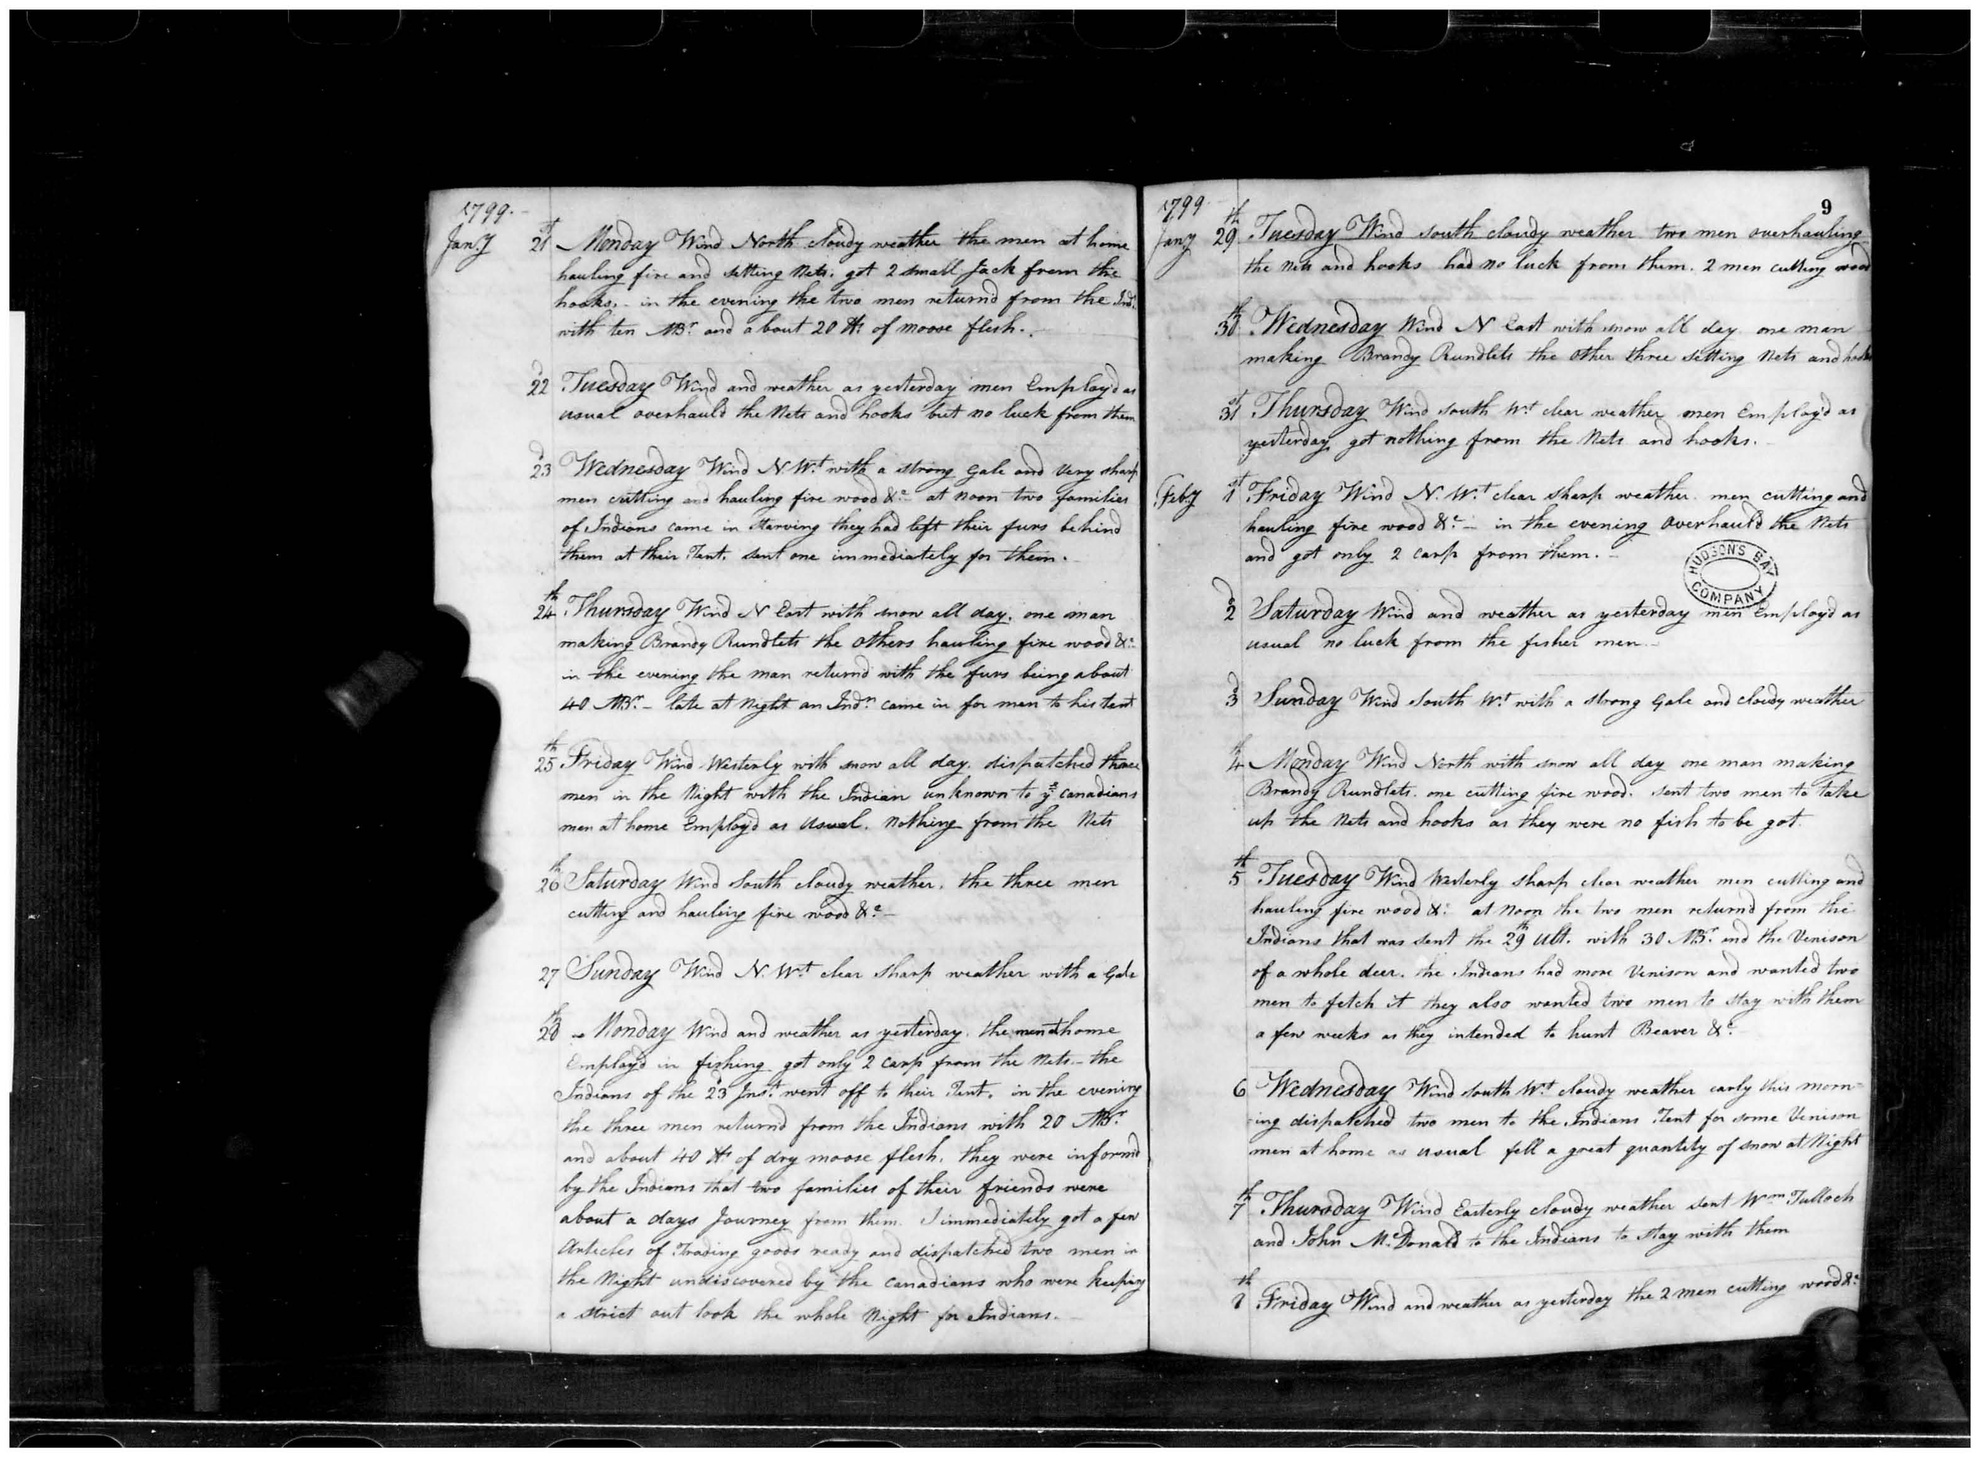 1799.
Jan.y 21st Monday Wind North cloudy weather the men at home
hauling fire and setting Nets. got 2 small Jack from the
hooks. - in the evening the two men returnd from the Inds.
with ten MBr. and about 20 lbs of moose flesh. -
22d Tuesday Wind and weather as yesterday men Employd as
usual overhauld the Nets and hooks but no luck from them
23d Wednesday Wind N. Wt. with a strong Gale and very sharp
men cutting and hauling fire wood &c. at Noon two families
of Indians came in starving they had left their furs behind
them at their Tent. sent one immediately for them. -
24th Thursday Wind N East with snow all day. one man
making Brandy Rundlets the others hauling fire wood &c.
in the evening the man returnd with the furs being about
40 MBr. - late at Night an Indn. came in for men to his tent
25th Friday Wind Westerly with snow all day. dispatched three
men in the Night with the Indian unknown to ye Canadians
men at home Employd as Usual. Nothing from the Nets
26th Saturday Wind South cloudy weather. the three men
cutting and hauling fire wood &c. -
27 Sunday Wind N. Wt. clear sharp weather with a Gale
28th - Monday Wind and weather as yesterday. the men at home
Employd in fishing got only 2 carp from the Nets - the
Indians of the 23d Inst. went off to their Tent. in the evening
the three men returnd from the Indians with 20 MBr.
and about 40 lbs of dry moose flesh. they were informd
by the Indians that two families of their friends were
about a days Journey from them. I immediately got a few
Articles of Trading goods ready and dispatched two men in
the Night undiscovered by the Canadians who were keeping
a strict out look the whole Night for Indians. -
9
1799
Jany 29th Tuesday Wind south cloudy weather two men overhauling
the Nets and hooks had no luck from them. 2 men cutting wood
30th Wednesday Wind N East with snow all day one man
making Brandy Rundlets the other three setting Nets and hooks
31st Thursday Wind South Wt. clear weather men Employd as
yesterday, got nothing from the Nets and hooks. -
Feby 1st Friday Wind N. Wt. clear sharp weather. men cutting and
hauling fire wood &c. - in the evening overhauld the Nets
and got only 2 carp from them. -
HUDSON'S BAY COMPANY
2d Saturday Wind and weather as yesterday men Employd as
usual no luck from the fisher men. -
3d Sunday Wind South Wt. with a strong Gale and cloudy weather
4th Monday Wind North with snow all day one man making
Brandy Rundlets. one cutting fire wood. sent two men to take
up the Nets and hooks as they were no fish to be got.
5th Tuesday Wind Westerly sharp clear weather men cutting and
hauling fire wood &c. at Noon the two men returnd from the
Indians that was sent the 29th Ult. with 30 MBr. and the Venison
of a whole deer. the Indians had more Venison and wanted two
men to fetch it they also wanted two men to stay with them
a few weeks as they intended to hunt Beaver &c. -
6 Wednesday Wind South Wt. cloudy weather early this morn=
ing dispatched two men to the Indians Tent for some Venison
men at home as usual fell a great quantity of snow at Night
7th Thursday Wind Easterly cloudy weather sent Wm. Tulloch
and John Mc.Donald to the Indians to stay with them
8th Friday Wind and weather as yesterday the 2 men cutting wood &c.